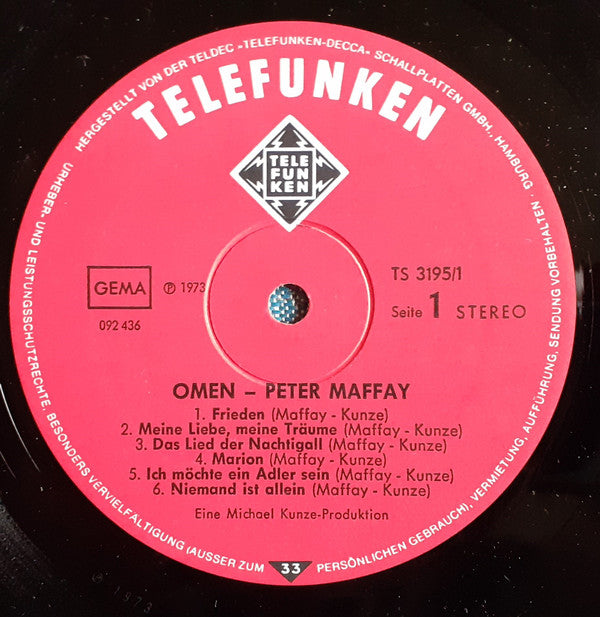 HERGESTELLT VON DER TELDEC »TELEFUNKEN-DECCA« SCHALLPLATTEN GMBH, HAMBURG
TELEFUNKEN
TELE
FUN
KEN
GEMA
℗ 1973
TS 3195/1
092 436
Seite 1 STEREO
OMEN – PETER MAFFAY
1. Frieden (Maffay - Kunze)
2. Meine Liebe, meine Träume (Maffay - Kunze)
3. Das Lied der Nachtigall (Maffay - Kunze)
4. Marion (Maffay - Kunze)
5. Ich möchte ein Adler sein (Maffay - Kunze)
6. Niemand ist allein (Maffay - Kunze)
Eine Michael Kunze-Produktion
URHEBER- UND LEISTUNGSSCHUTZRECHTE, BESONDERS VERVIELFÄLTIGUNG (AUSSER ZUM PERSÖNLICHEN GEBRAUCH), VERMIETUNG, AUFFÜHRUNG, SENDUNG VORBEHALTEN
33
℗ 1973